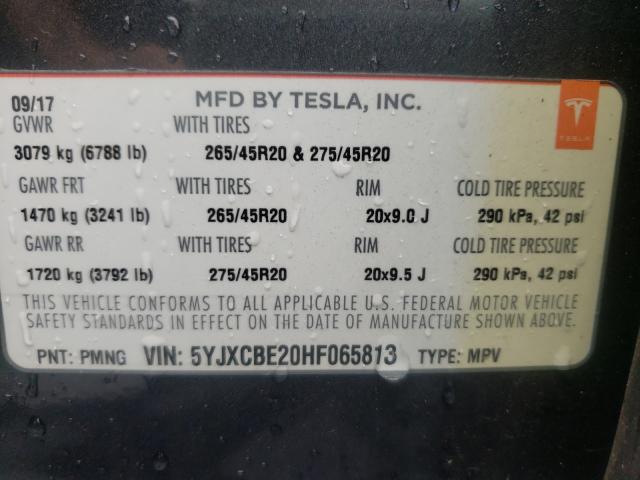 09/17 MFD BY TESLA, INC.
TESLA
GVWR WITH TIRES
3079 kg (6788 lb) 265/45R20 & 275/45R20
GAWR FRT WITH TIRES RIM COLD TIRE PRESSURE
1470 kg (3241 lb) 265/45R20 20x9.0 J 290 kPa, 42 psi
GAWR RR WITH TIRES RIM COLD TIRE PRESSURE
1720 kg (3792 lb) 275/45R20 20x9.5 J 290 kPa, 42 psi
THIS VEHICLE CONFORMS TO ALL APPLICABLE U.S. FEDERAL MOTOR VEHICLE
SAFETY STANDARDS IN EFFECT ON THE DATE OF MANUFACTURE SHOWN ABOVE.
PNT: PMNG VIN: 5YJXCBE20HF065813 TYPE: MPV